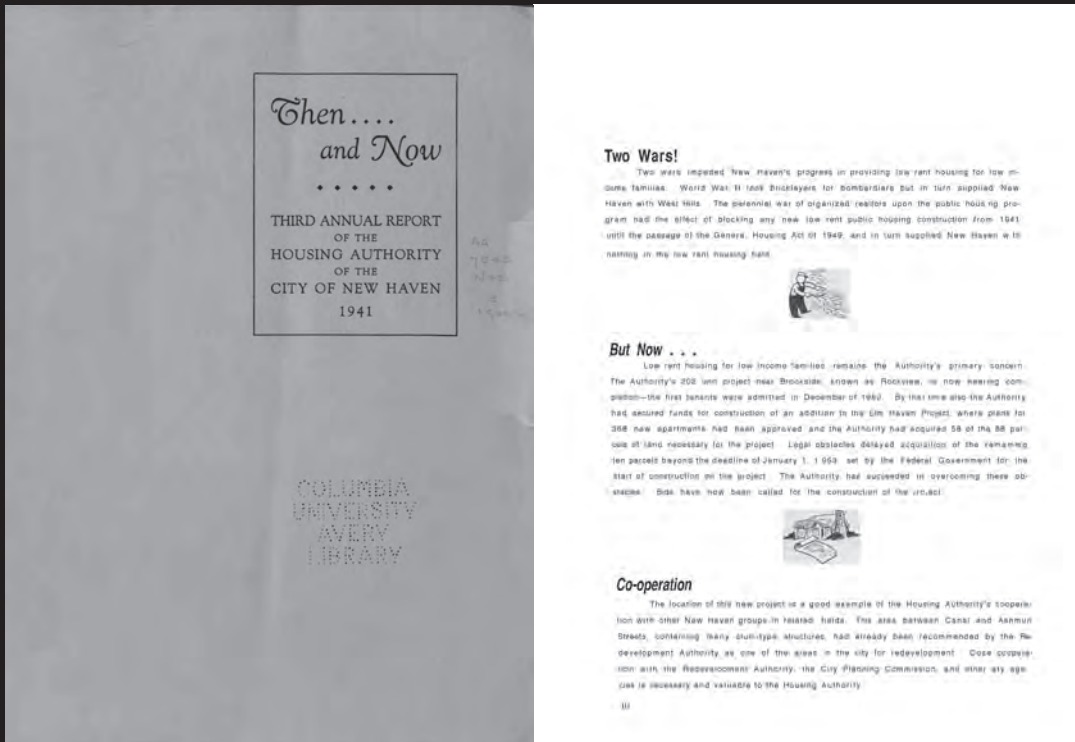 Then....
and Now
THIRD ANNUAL REPORT
OF THE
HOUSING AUTHORITY
OF THE
CITY OF NEW HAVEN
1941
COLUMBIA
UNIVERSITY
AVERY
LIBRARY
Two Wars!
Two wars impeded New Haven's progress in providing low rent housing for low in-
come families. World War II took bricklayers for bombardiers but in turn supplied New
Haven with West Hills. The perennial war of organized realtors upon the public housing pro-
gram had the effect of blocking any new low rent public housing construction from 1941
until the passage of the General Housing Act of 1949, and in turn supplied New Haven with
nothing in the low rent housing field.
But Now . . .
Low rent housing for low income families remains the Authority's primary concern.
The Authority's 202 unit project near Brookside, known as Rockview, is now nearing com-
pletion—the first tenants were admitted in December of 1952. By that time also the Authority
had secured funds for construction of an addition to the Elm Haven Project, where plans for
366 new apartments had been approved and the Authority had acquired 58 of the 68 par-
cels of land necessary for the project. Legal obstacles delayed acquisition of the remaining
ten parcels beyond the deadline of January 1, 1953 set by the Federal Government for the
start of construction on the project. The Authority has succeeded in overcoming these ob-
stacles. Bids have now been called for the construction of the project.
Co-operation
The location of this new project is a good example of the Housing Authority's coopera-
tion with other New Haven groups in related fields. This area between Canal and Ashmun
Streets, containing many slum-type structures, had already been recommended by the Re-
development Authority as one of the areas in the city for redevelopment. Close coopera-
tion with the Redevelopment Authority, the City Planning Commission, and other city agen-
cies is necessary and valuable to the Housing Authority.
III